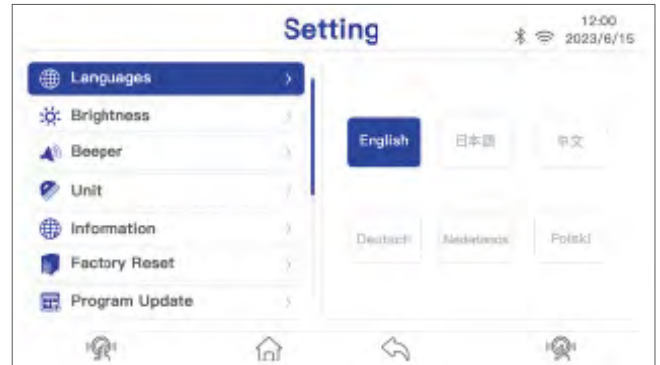 Setting
12:00
2023/6/15
Languages
Brightness
Beeper
Unit
Information
Factory Reset
Program Update
English
日本語
中文
Deutsch
Nederlands
Polski